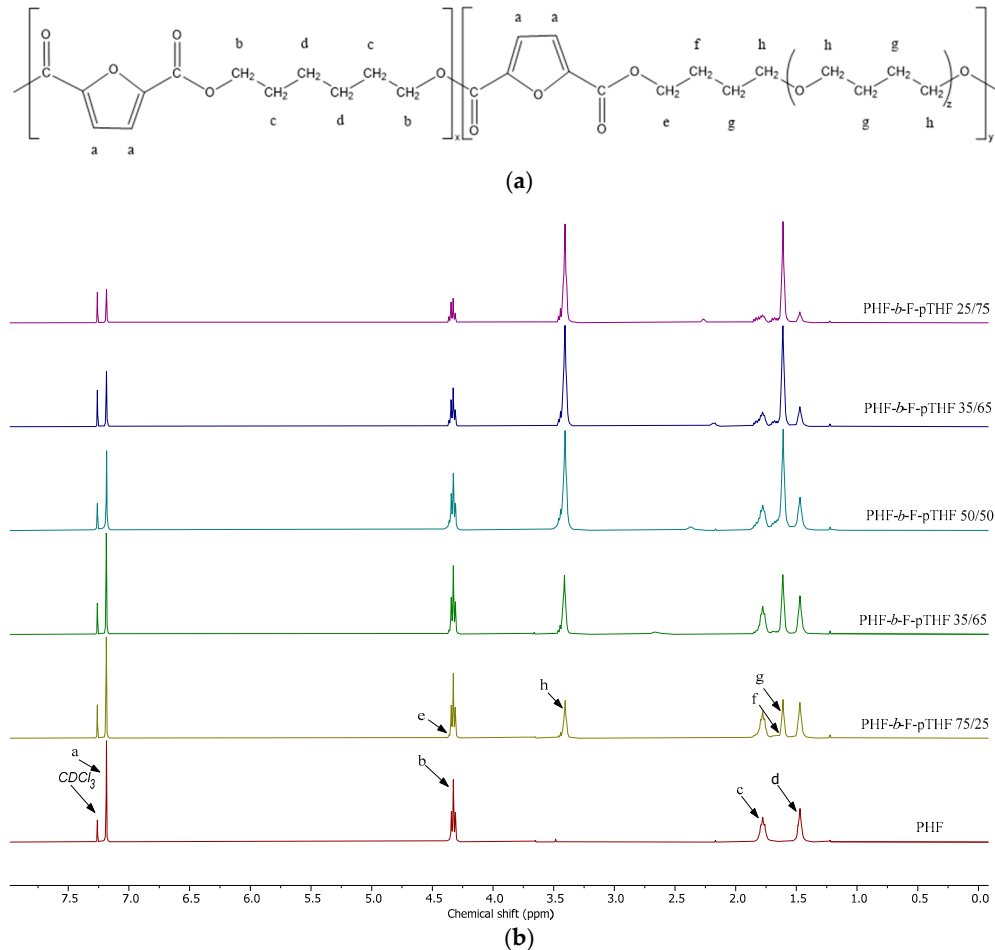 a a
O O b d c f h h g
C C O CH2 CH2 CH2 O C C O CH2 CH2 O CH2 CH2 O
O CH2 CH2 CH2 O O CH2 CH2 O CH2 CH2 z
x O O y
c d b e g g h
a a
(a)
PHF-b-F-pTHF 25/75
PHF-b-F-pTHF 35/65
PHF-b-F-pTHF 50/50
PHF-b-F-pTHF 35/65
h g
e f PHF-b-F-pTHF 75/25
a
CDCl3 b
c d
PHF
7.5 7.0 6.5 6.0 5.5 5.0 4.5 4.0 3.5 3.0 2.5 2.0 1.5 1.0 0.5 0.0
Chemical shift (ppm)
(b)